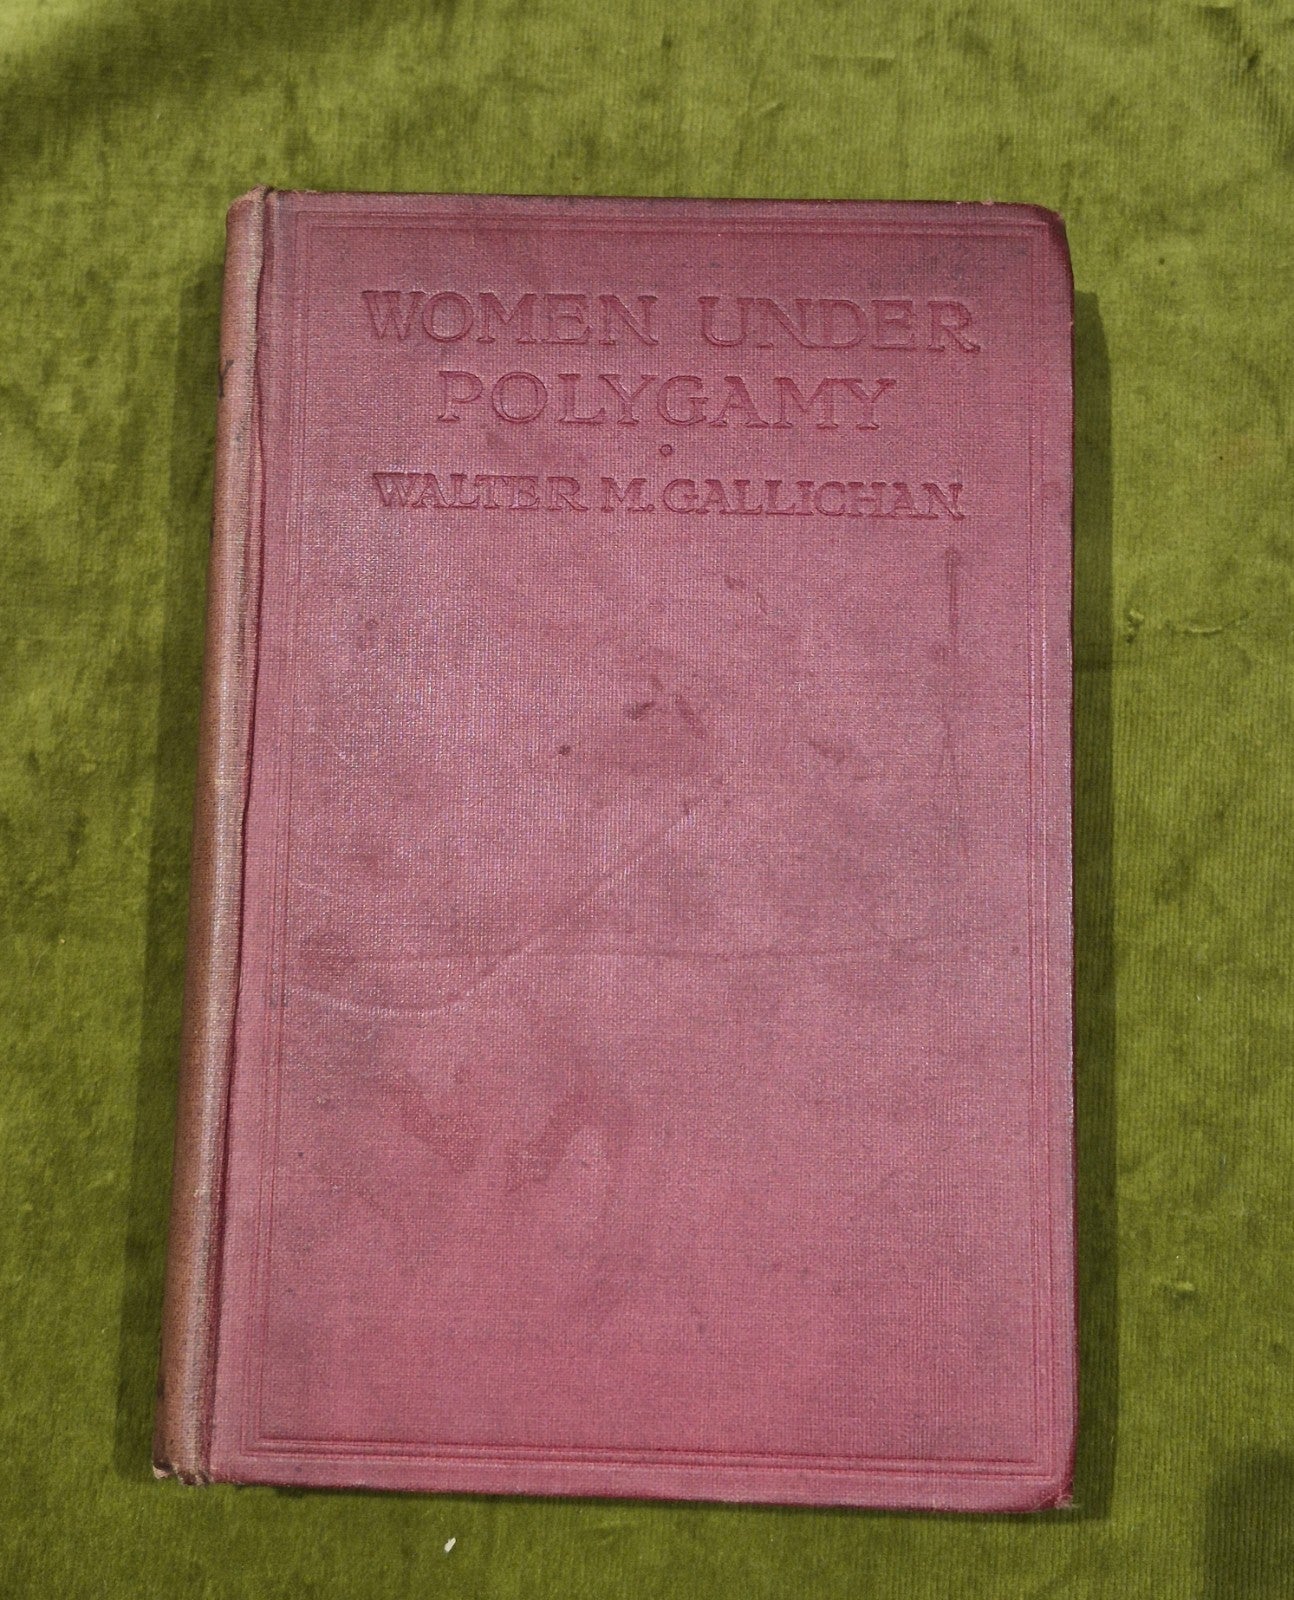 WOMEN UNDER
POLYGAMY
WALTER M. GALLICHAN